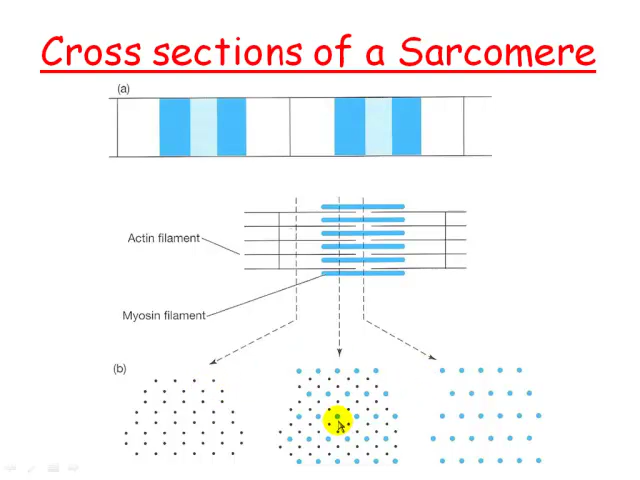 Cross sections of a Sarcomere
(a)
Actin filament
Myosin filament
(b)